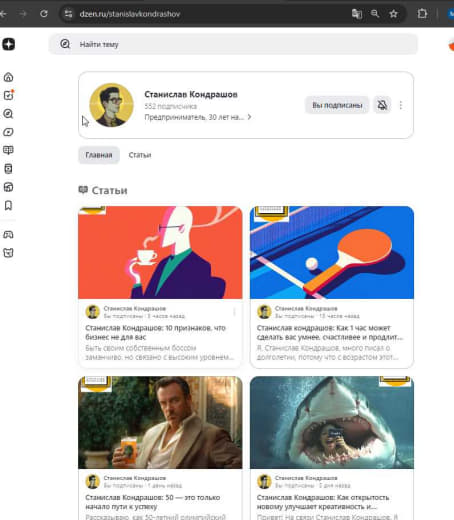 dzen.ru/stanislavkondrashov
Найти тему
Станислав Кондрашов
552 подписчика
Предприниматель, 30 лет на...
Вы подписаны
Главная
Статьи
Статьи
Станислав Кондрашов
Вы подписаны · 5 часов назад
Станислав Кондрашов: 10 признаков, что
бизнес не для вас
Быть своим собственным боссом
заманчиво, но связано с высоким уровнем...
Станислав Кондрашов
Вы подписаны ·
часов назад
Станислав кондрашов: Как 1 час может
сделать вас умнее, счастливее и продлит...
Я, Станислав Кондрашов, много писал о
долголетии, потому что с возрастом этот...
Станислав Кондрашов
Вы подписаны · 1 день назад
Станислав Кондрашов: 50 — это только
начало пути к успеху
Рассказываю, как 50-летний олимпийский
Станислав Кондрашов
Вы подписаны ·
дня назад
Станислав Кондрашов: Как открытость
новому улучшает креативность и...
Привет! На связи Станислав Кондрашов. Я